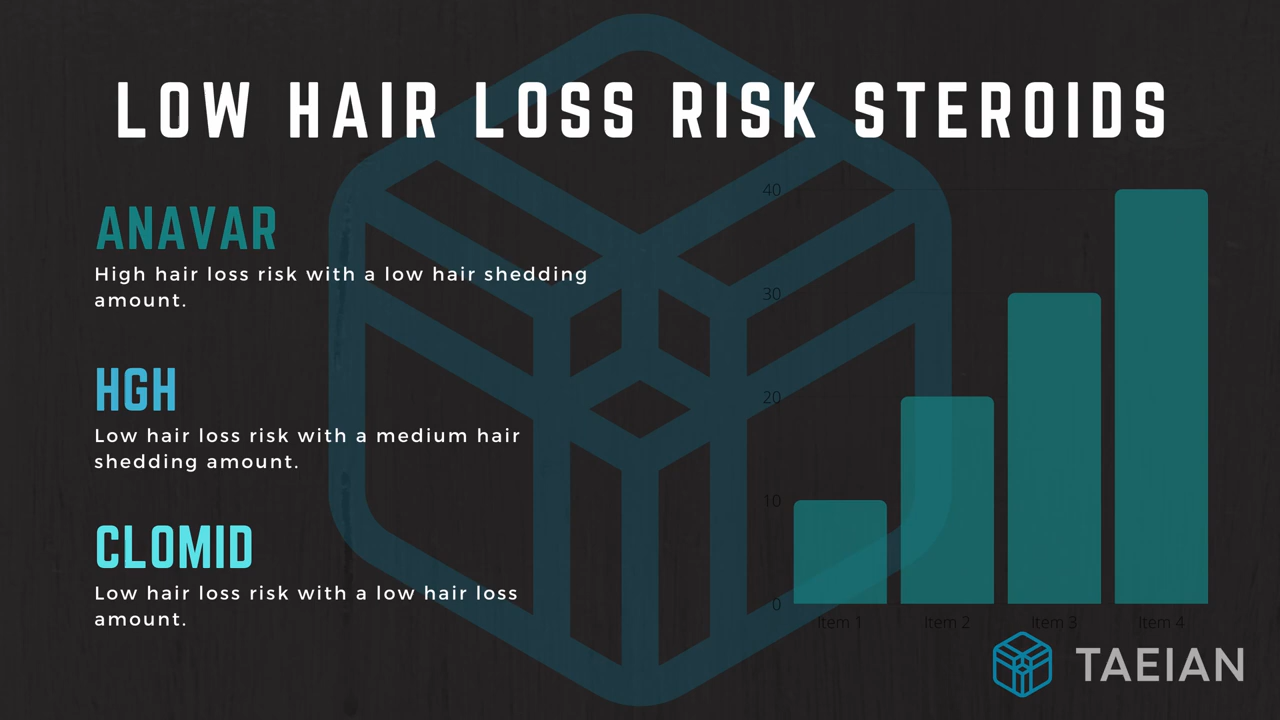 LOW HAIR LOSS RISK STEROIDS
ANAVAR
High hair loss risk with a low hair shedding
amount.
HGH
Low hair loss risk with a medium hair
shedding amount.
CLOMID
Low hair loss risk with a low hair loss
amount.
40
30
20
10
0
Item 1 Item 2 Item 3 Item 4
TAEIAN